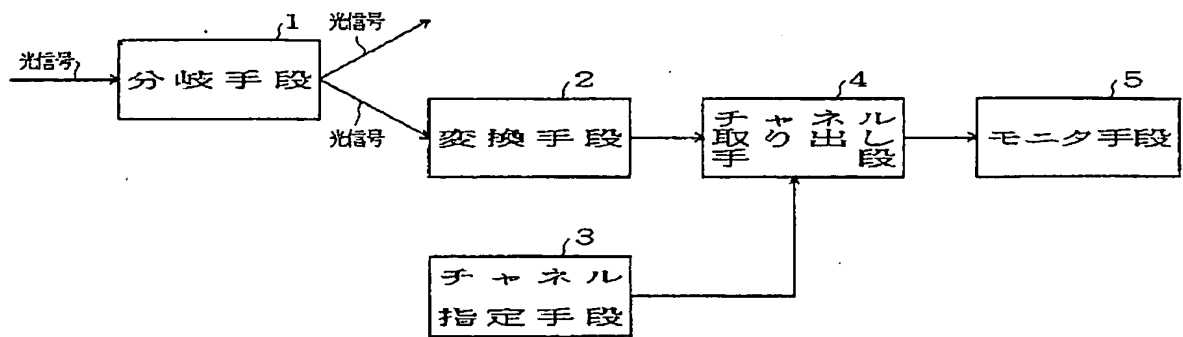 光信号
1
分岐手段
光信号
光信号
2
変換手段
3
チャネル
指定手段
4
チャネル
取り出し
手段
5
モニタ手段